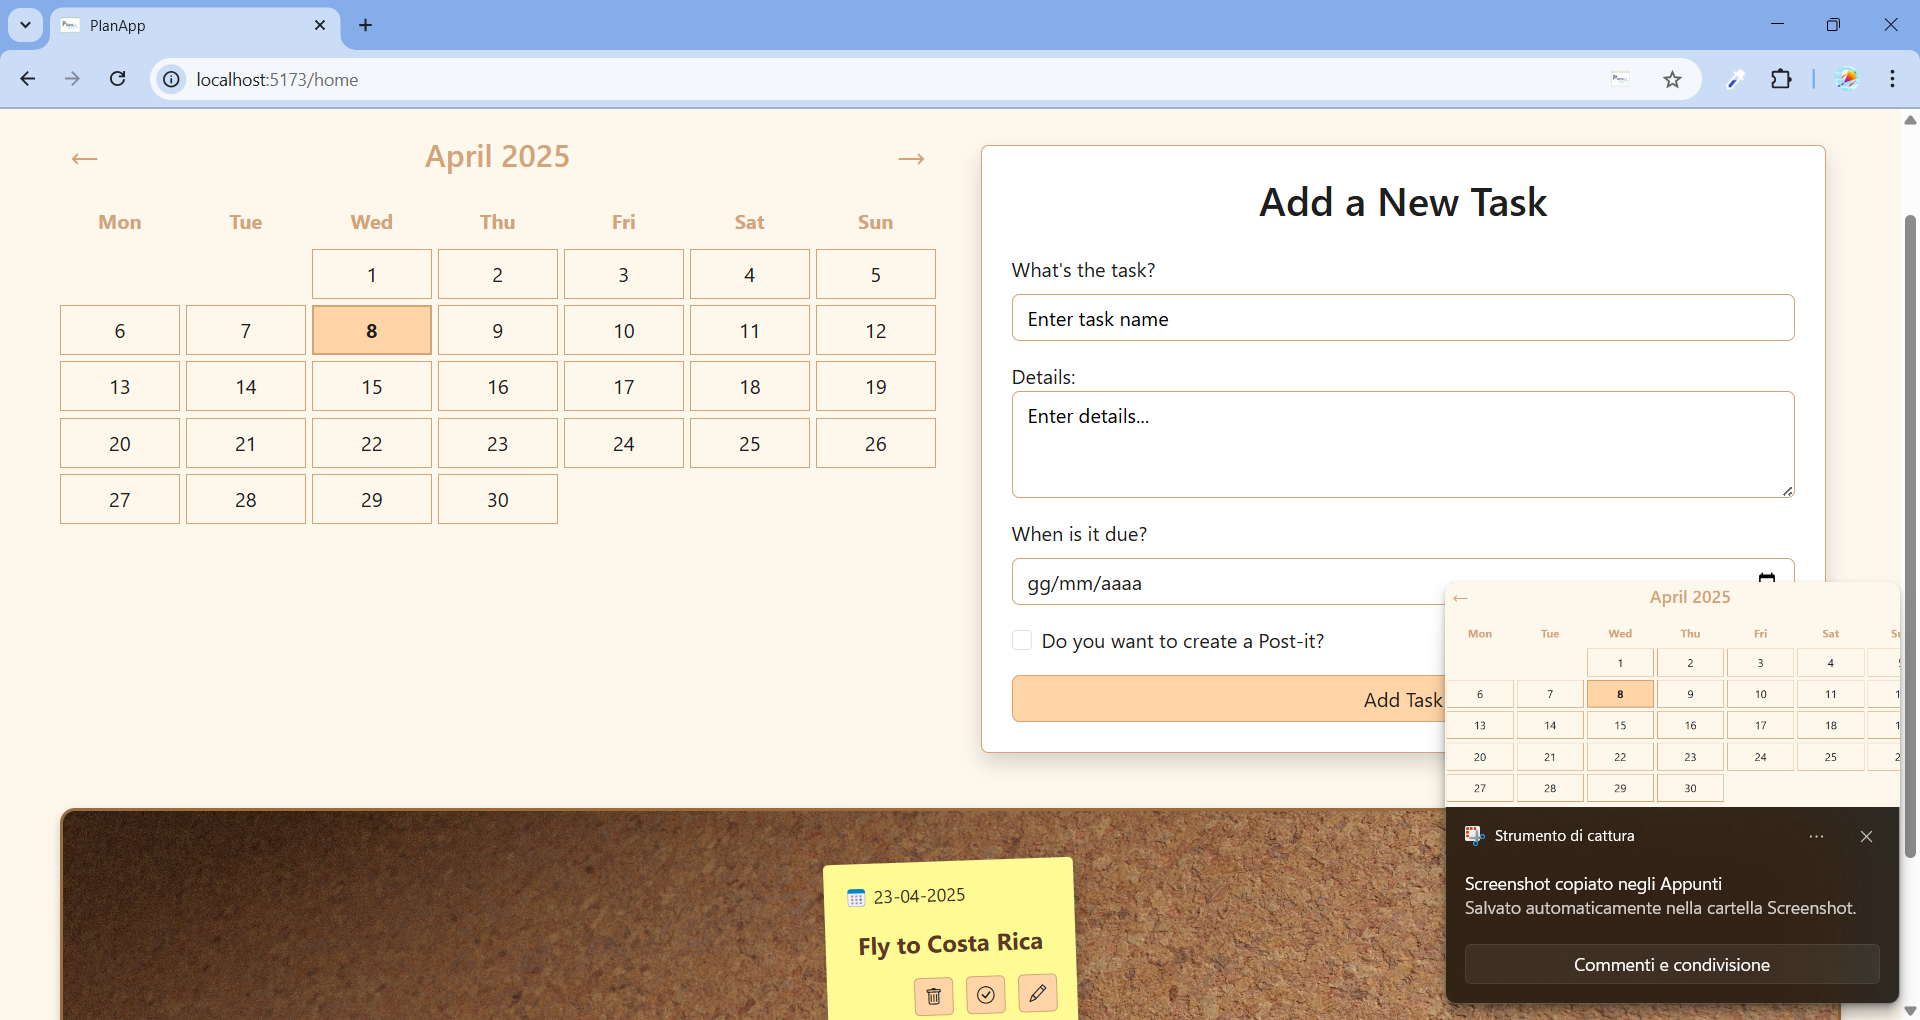 PlanApp
localhost:5173/home
← April 2025 →
Mon Tue Wed Thu Fri Sat Sun
1 2 3 4 5
6 7 8 9 10 11 12
13 14 15 16 17 18 19
20 21 22 23 24 25 26
27 28 29 30
Add a New Task
What's the task?
Enter task name
Details:
Enter details...
When is it due?
gg/mm/aaaa
Do you want to create a Post-it?
Add Task
23-04-2025
Fly to Costa Rica
← April 2025
Mon Tue Wed Thu Fri Sat
1 2 3 4
6 7 8 9 10 11
13 14 15 16 17 18
20 21 22 23 24 25
27 28 29 30
Strumento di cattura
Screenshot copiato negli Appunti
Salvato automaticamente nella cartella Screenshot.
Commenti e condivisione